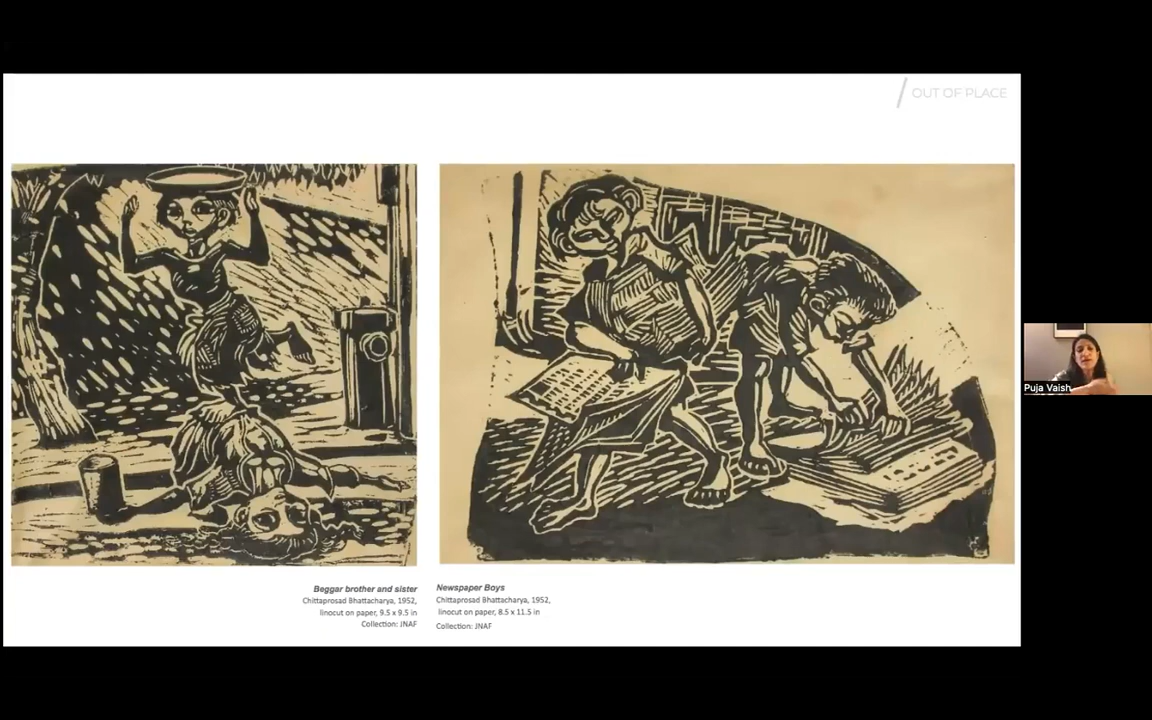 OUT OF PLACE
Beggar brother and sister
Chittaprosad Bhattacharya, 1952,
linocut on paper, 9.5 x 9.5 in
Collection: JNAF
Newspaper Boys
Chittaprosad Bhattacharya, 1952,
linocut on paper, 8.5 x 11.5 in
Collection: JNAF
Puja Vaish